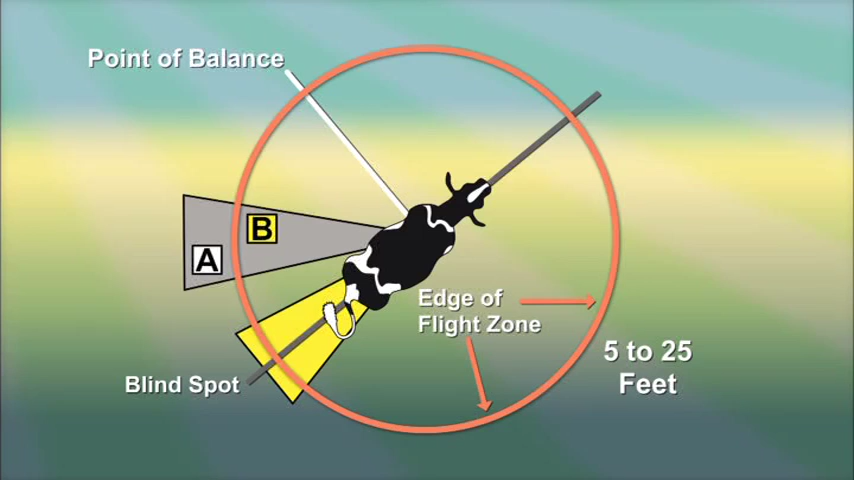 Point of Balance
B
A
Edge of
Flight Zone
5 to 25
Feet
Blind Spot